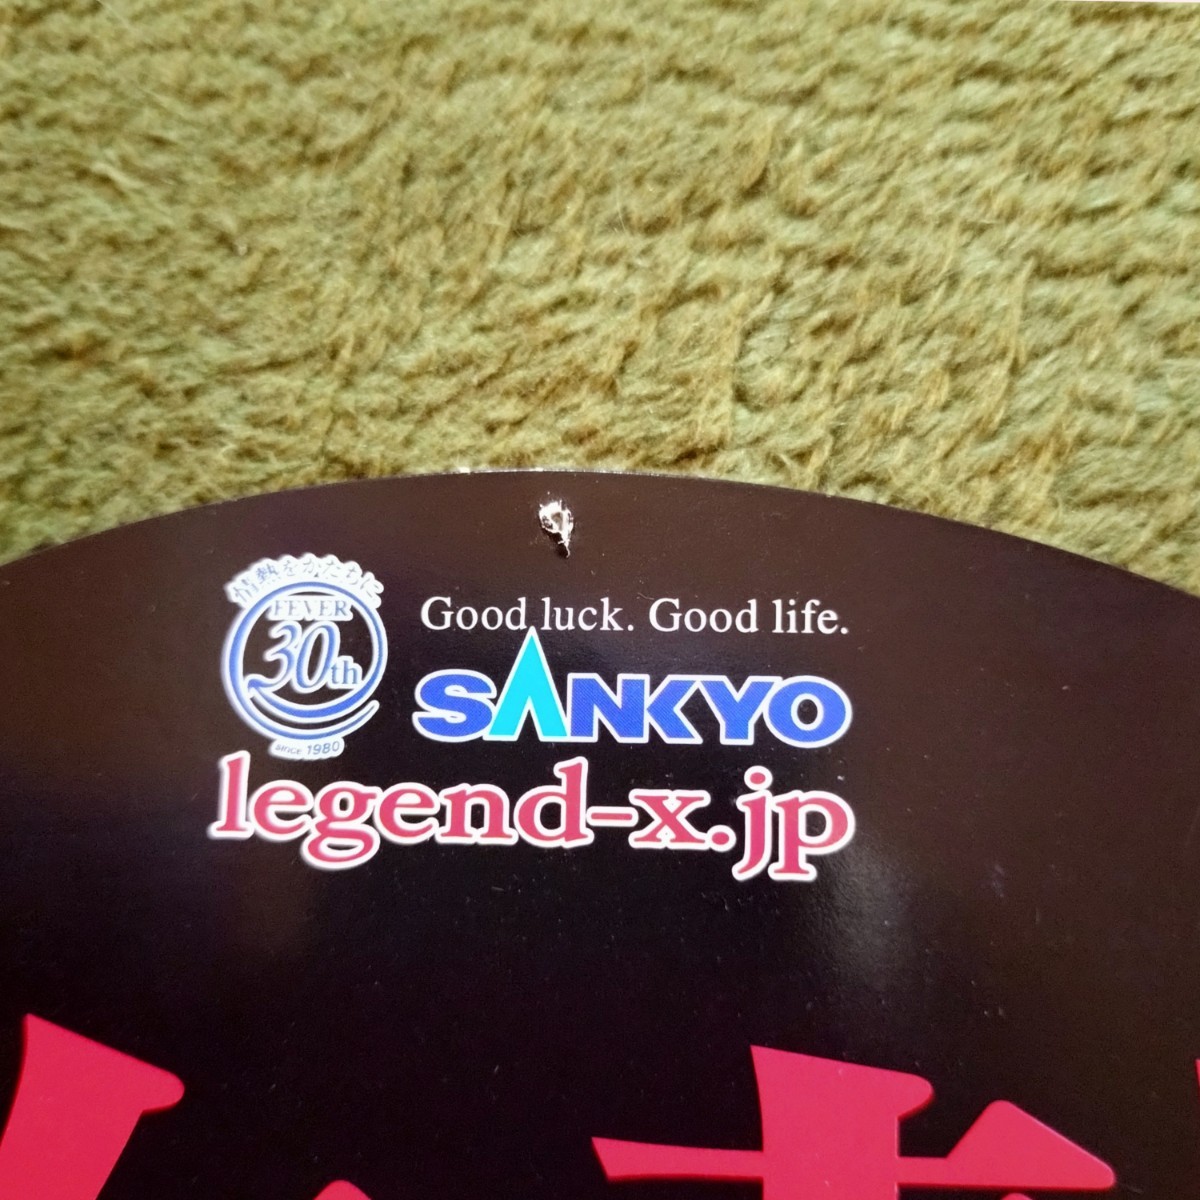 情熱をかたちに
FEVER
30th
since 1980
Good luck. Good life.
SANKYO
legend-x.jp